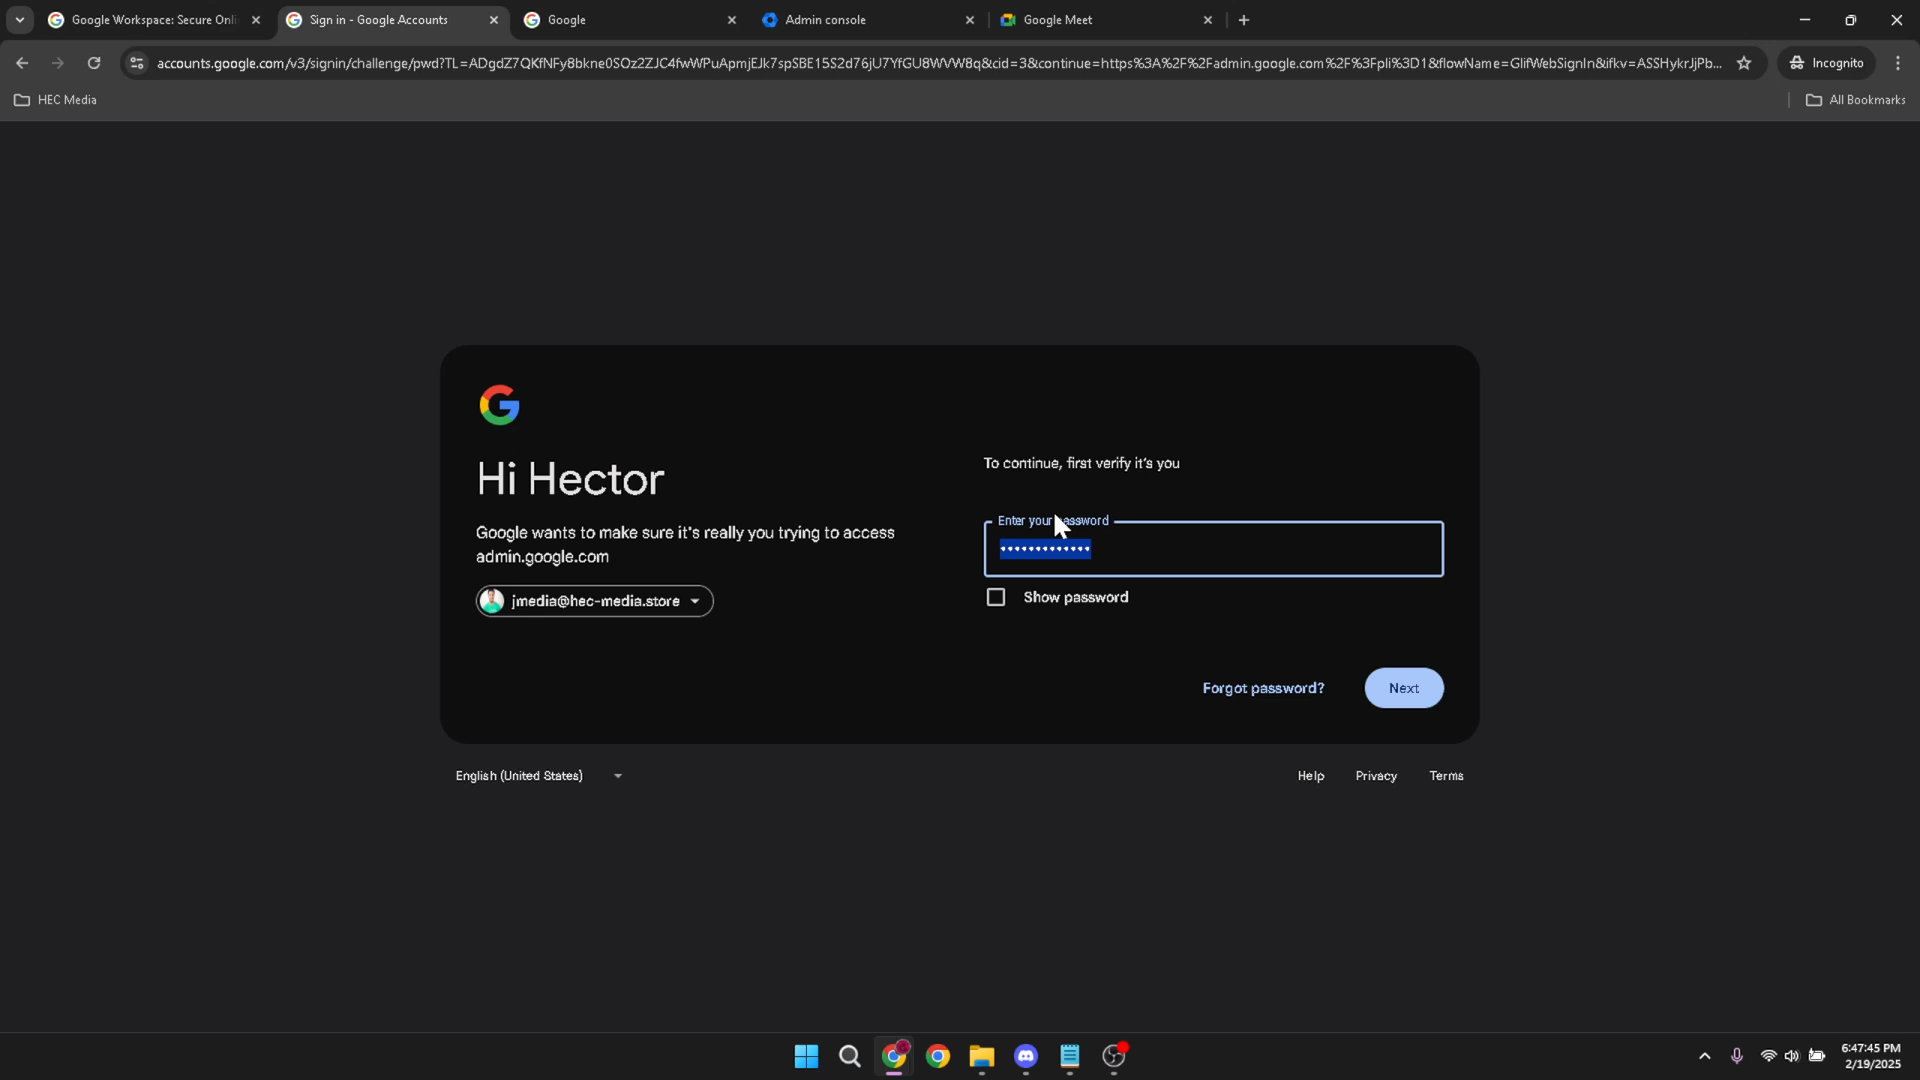 Google Workspace: Secure Onli
Sign in - Google Accounts
Google
Admin console
Google Meet
accounts.google.com/v3/signin/challenge/pwd?TL=ADgdZ7QKfNFy8bkne0SOz2ZJC4fwWPuApmjEJk7spSBE15S2d76jU7YfGU8WVW8q&cid=3&continue=https%3A%2F%2Fadmin.google.com%2F%3Fpli%3D1&flowName=GlifWebSignIn&ifkv=ASSHykrJjPb...
Incognito
HEC Media
All Bookmarks
Hi Hector
Google wants to make sure it's really you trying to access
admin.google.com
jmedia@hec-media.store
To continue, first verify it's you
Enter your password
Show password
Forgot password?
Next
English (United States)
Help
Privacy
Terms
6:47:45 PM
2/19/2025